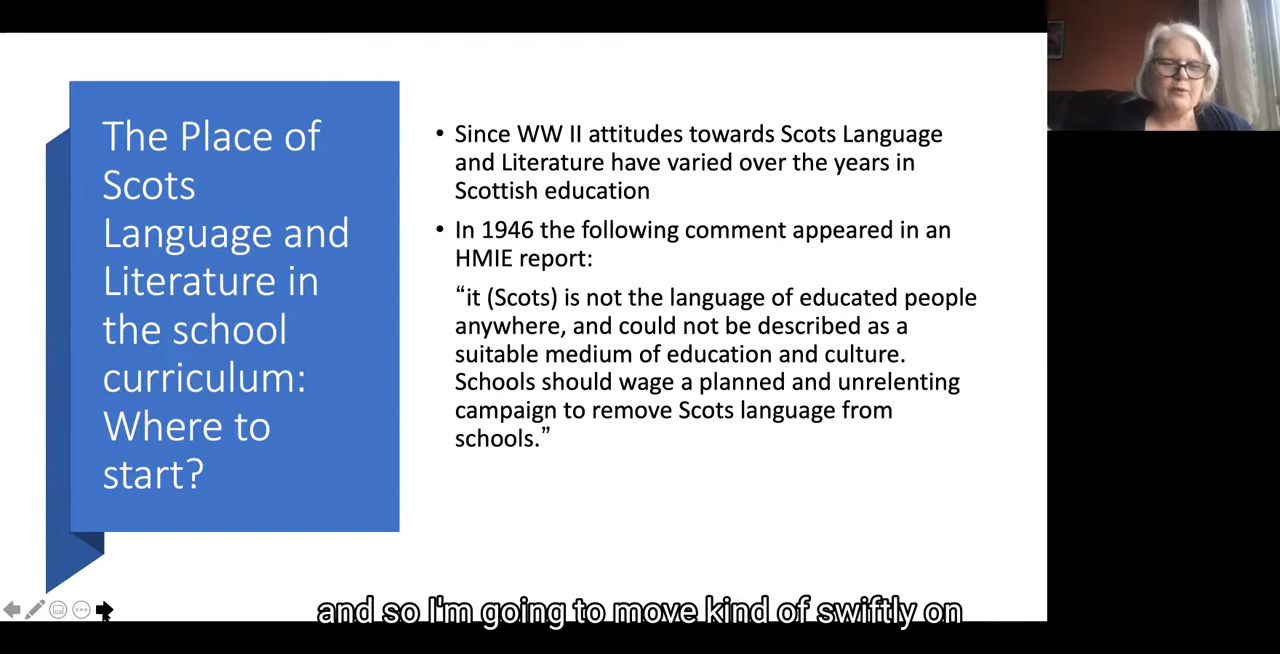 The Place of
Scots
Language and
Literature in
the school
curriculum:
Where to
start?
• Since WW II attitudes towards Scots Language
and Literature have varied over the years in
Scottish education
• In 1946 the following comment appeared in an
HMIE report:
“it (Scots) is not the language of educated people
anywhere, and could not be described as a
suitable medium of education and culture.
Schools should wage a planned and unrelenting
campaign to remove Scots language from
schools.”
and so I'm going to move kind of swiftly on